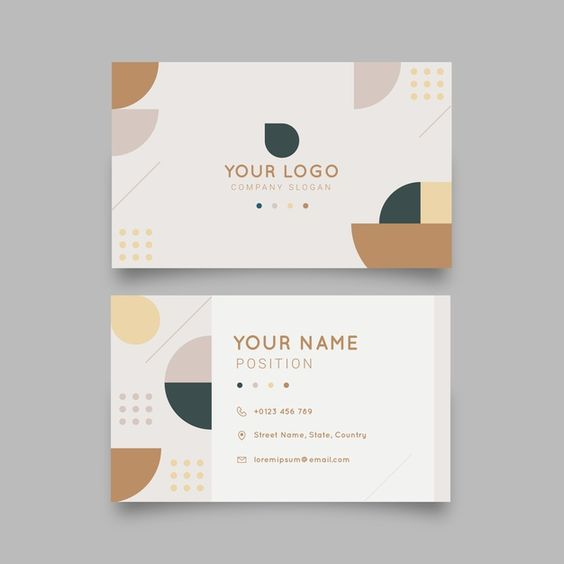 YOUR LOGO
COMPANY SLOGAN
YOUR NAME
POSITION
+0123 456 789
Street Name, State, Country
loremipsum@email.com